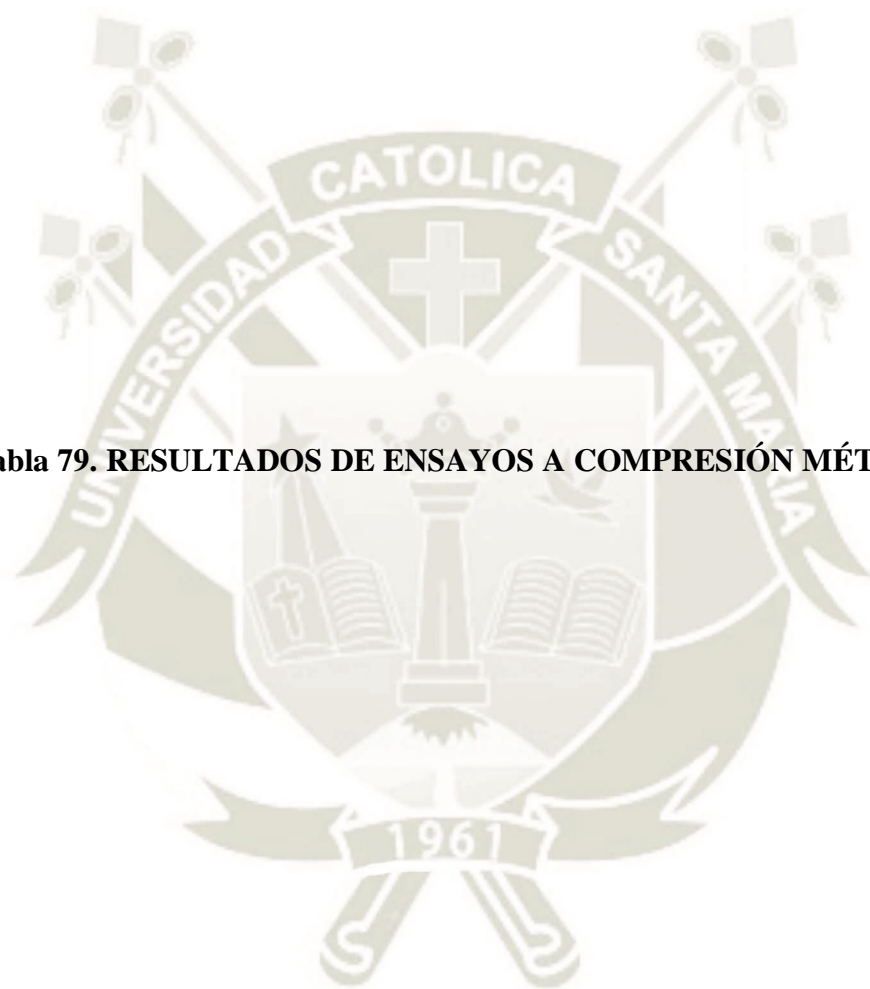 CATOLICA
UNIVERSIDAD
SANTA MARIA
abla 79. RESULTADOS DE ENSAYOS A COMPRESIÓN MÉT
1961